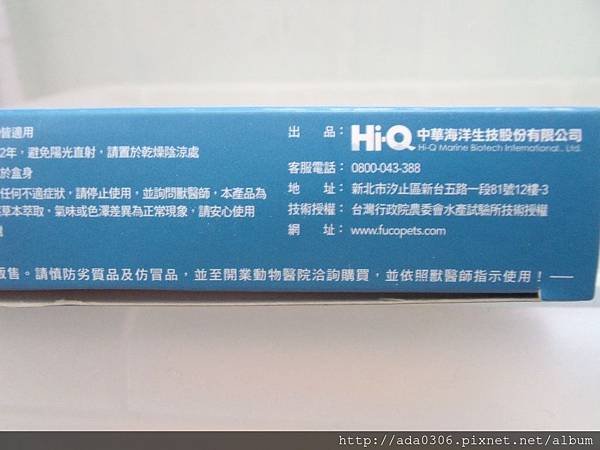 皆適用
2年，避免陽光直射，請置於乾燥陰涼處
於盒身
任何不適症狀，請停止使用，並詢問獸醫師，本產品為
草本萃取，氣味或色澤差異為正常現象，請安心使用
出 品： Hi-Q 中華海洋生技股份有限公司
Hi-Q Marine Biotech International., Ltd.
客服電話： 0800-043-388
地 址： 新北市汐止區新台五路一段81號12樓-3
技術授權： 台灣行政院農委會水產試驗所技術授權
網 址： www.fucopets.com
販售。請慎防劣質品及仿冒品，並至開業動物醫院洽詢購買，並依照獸醫師指示使用！
http://ada0306.pixnet.net/album